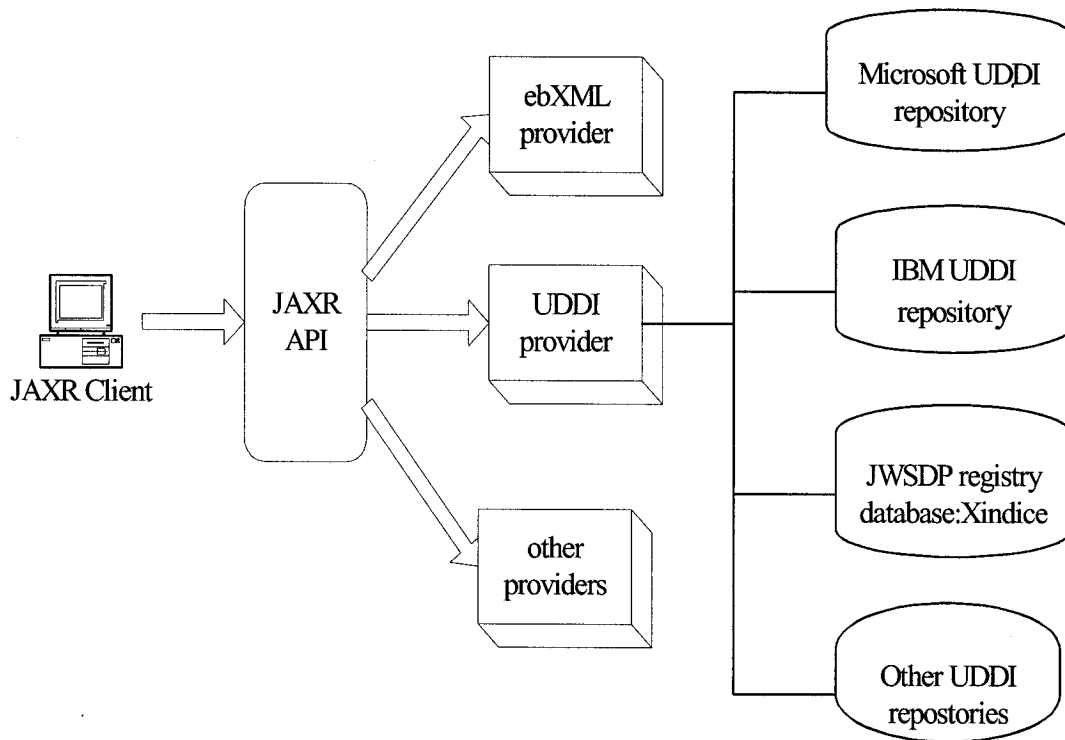 JAXR Client
JAXR
API
ebXML
provider
UDDI
provider
other
providers
Microsoft UDDI
repository
IBM UDDI
repository
JWSDP registry
database:Xindice
Other UDDI
repostories